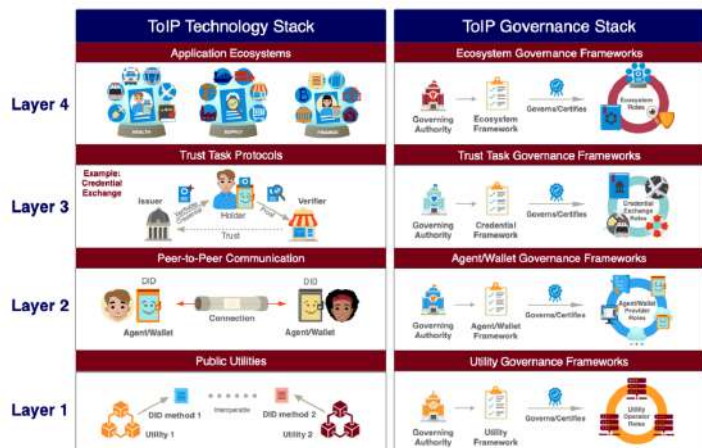 ToIP Technology Stack
ToIP Governance Stack
Application Ecosystems
Ecosystem Governance Frameworks
Layer 4
HEALTH
SUPPLY
FINANCE
Governing
Authority
Ecosystem
Framework
Governs/Certifies
Ecosystem
Roles
Trust Task Protocols
Trust Task Governance Frameworks
Layer 3
Example:
Credential
Exchange
Issuer
Verifiable
Credential
Holder
Proof
Verifier
Trust
Governing
Authority
Credential
Framework
Governs/Certifies
Credential
Exchange
Roles
Peer-to-Peer Communication
Agent/Wallet Governance Frameworks
Layer 2
DID
DID
Connection
Agent/Wallet
Agent/Wallet
Governing
Authority
Agent/Wallet
Framework
Governs/Certifies
Agent/Wallet
Provider
Roles
Public Utilities
Utility Governance Frameworks
Layer 1
DID method 1
Interoperable
DID method 2
Utility 1
Utility 2
Governing
Authority
Utility
Framework
Governs/Certifies
Utility
Operator
Roles